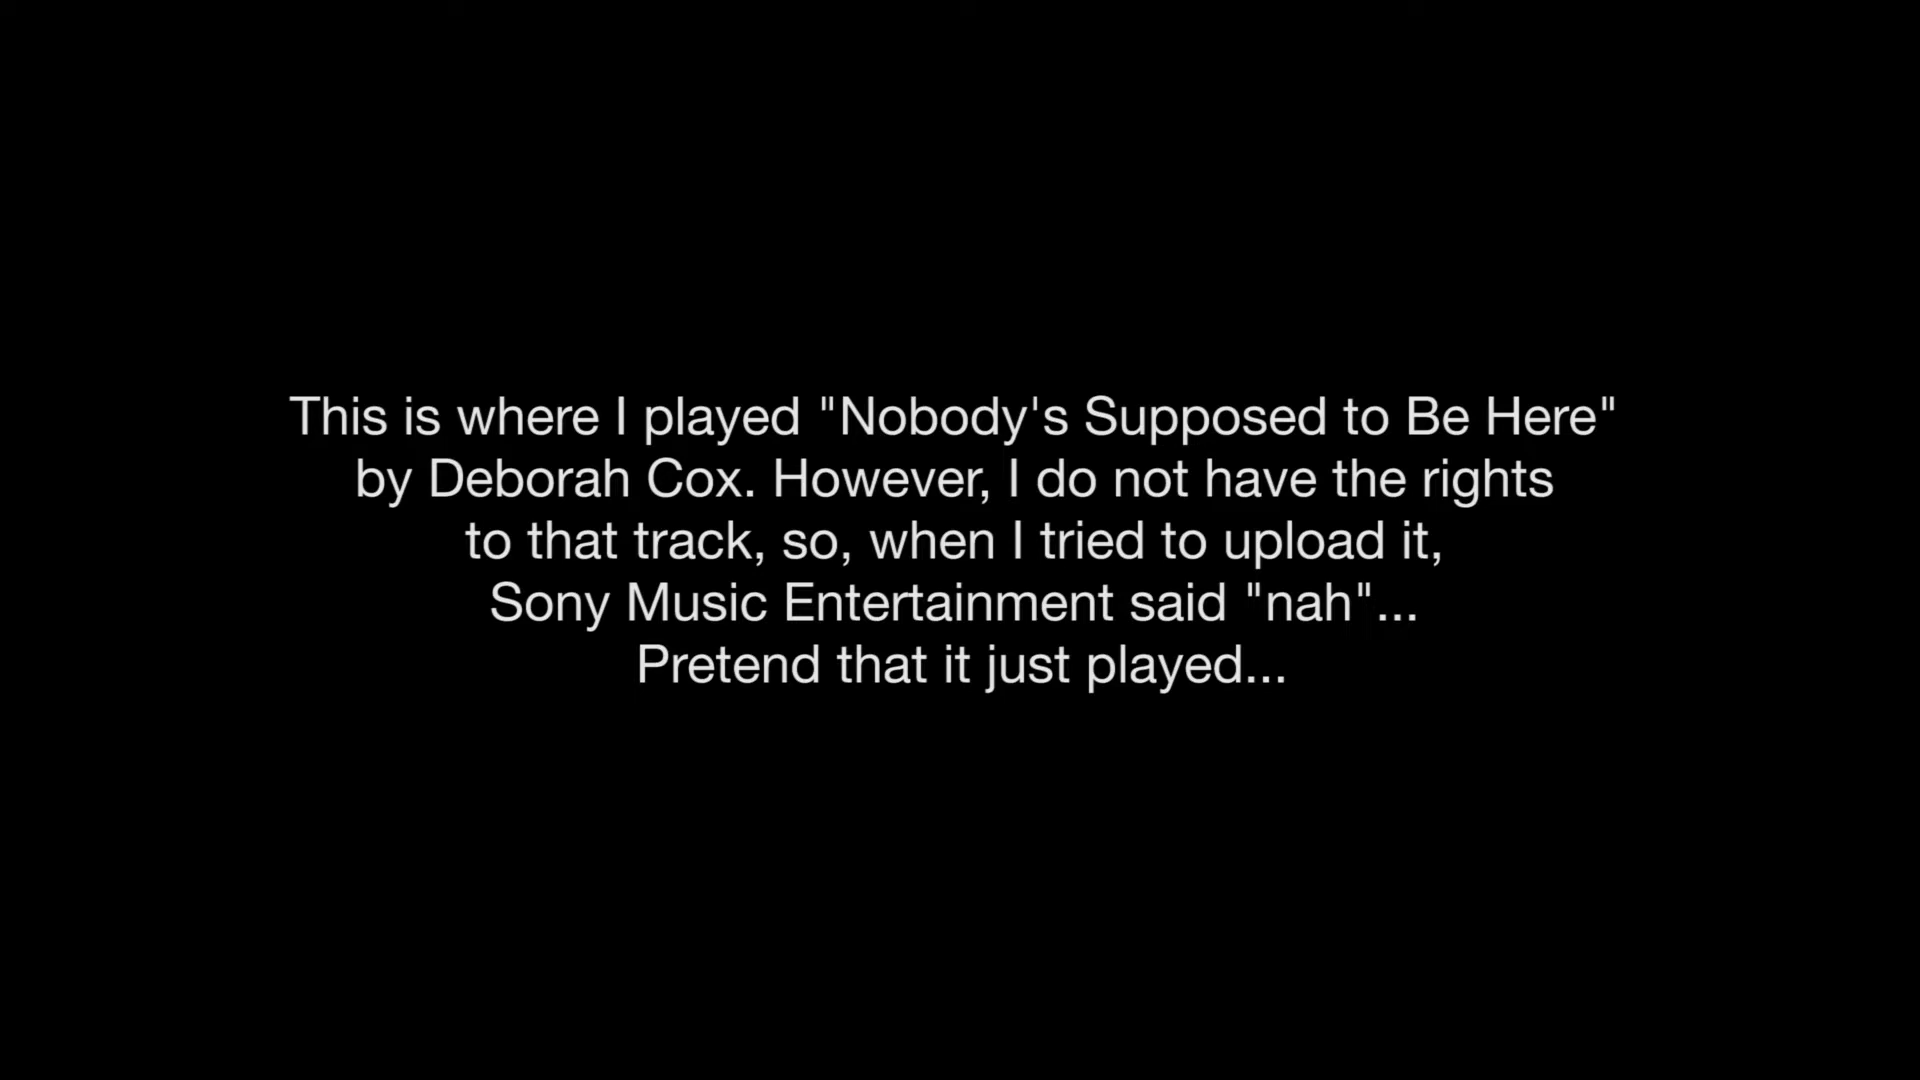 This is where I played "Nobody's Supposed to Be Here"
by Deborah Cox. However, I do not have the rights
to that track, so, when I tried to upload it,
Sony Music Entertainment said "nah"...
Pretend that it just played...